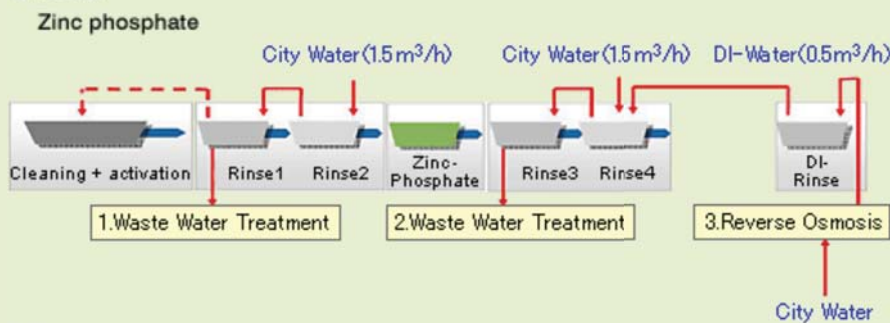 Zinc phosphate
City Water(1.5m³/h)
City Water(1.5m³/h)
DI-Water(0.5m³/h)
Cleaning + activation
Rinse1
Rinse2
Zinc-
Phosphate
Rinse3
Rinse4
DI-
Rinse
1.Waste Water Treatment
2.Waste Water Treatment
3.Reverse Osmosis
City Water